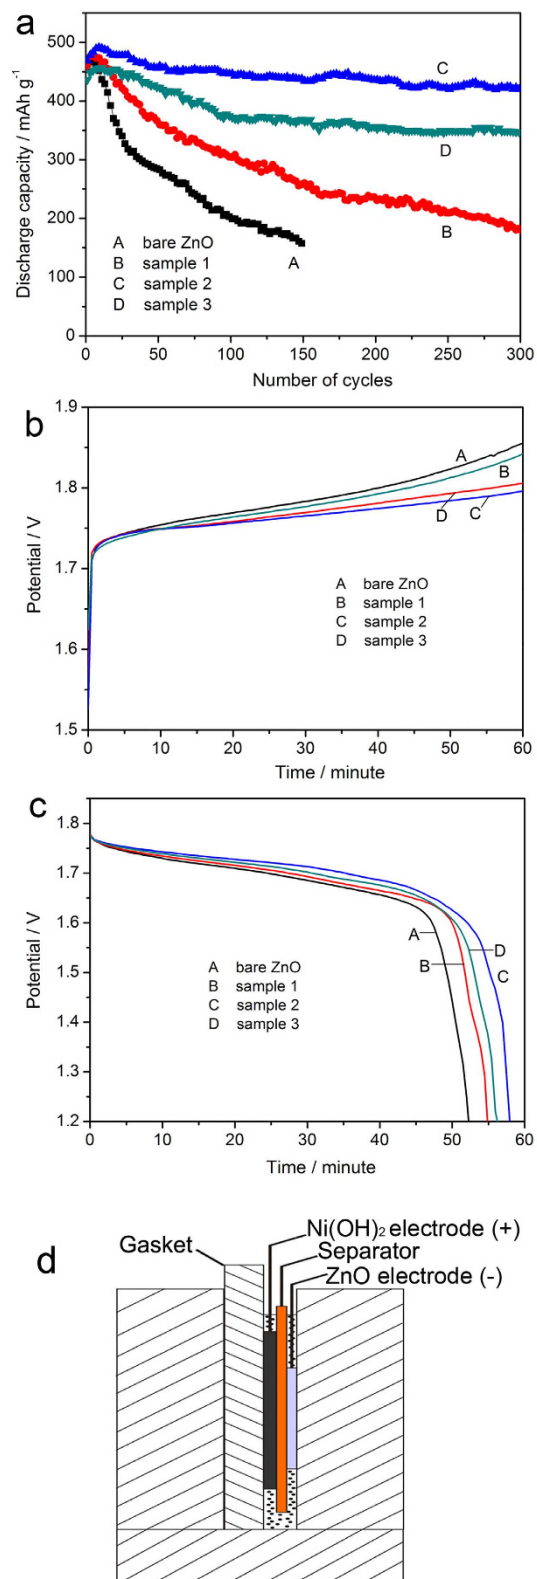 a
Discharge capacity / mAh g⁻¹
500
400
300
200
100
0
C
D
B
A
A bare ZnO
B sample 1
C sample 2
D sample 3
0 50 100 150 200 250 300
Number of cycles
b
Potential / V
1.9
1.8
1.7
1.6
1.5
A
B
D
C
A bare ZnO
B sample 1
C sample 2
D sample 3
0 10 20 30 40 50 60
Time / minute
c
Potential / V
1.8
1.7
1.6
1.5
1.4
1.3
1.2
A
D
B
C
A bare ZnO
B sample 1
C sample 2
D sample 3
0 10 20 30 40 50 60
Time / minute
d
Ni(OH)₂ electrode (+)
Gasket
Separator
ZnO electrode (-)